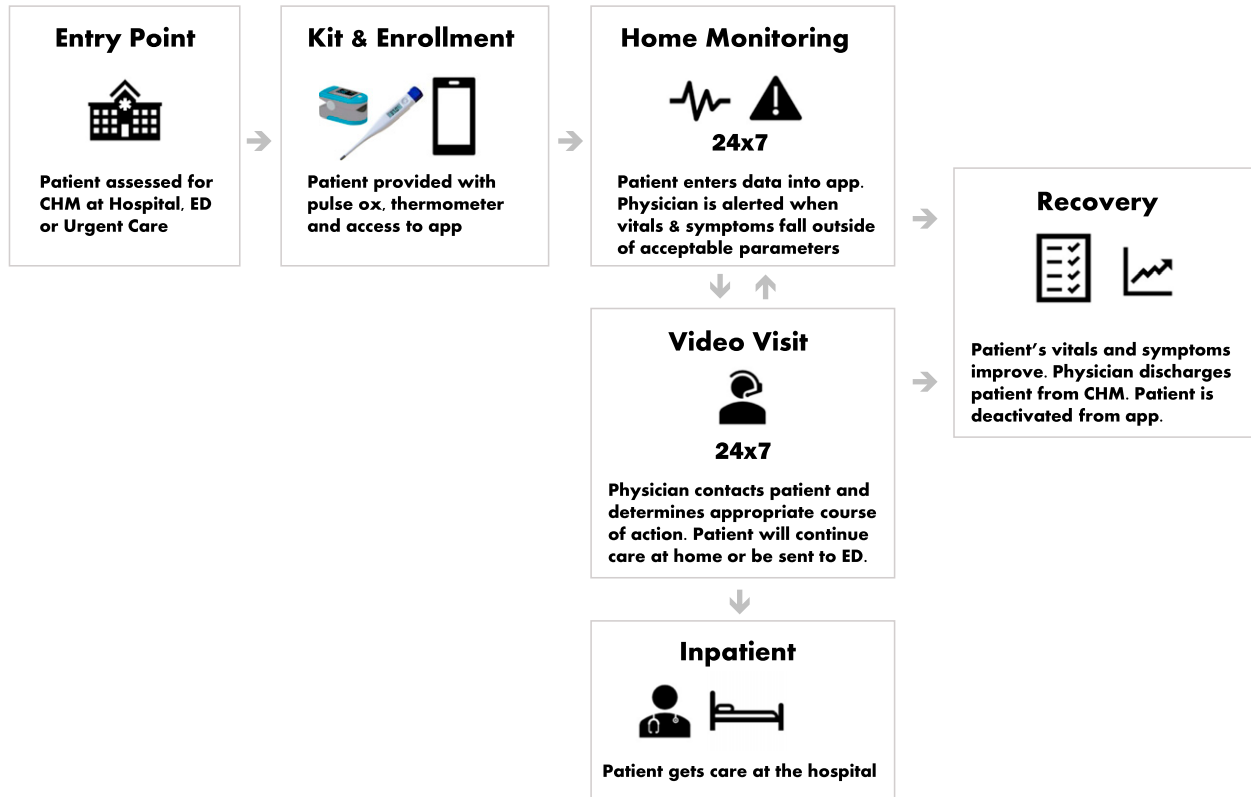 Entry Point
Patient assessed for
CHM at Hospital, ED
or Urgent Care
Kit & Enrollment
Patient provided with
pulse ox, thermometer
and access to app
Home Monitoring
24x7
Patient enters data into app.
Physician is alerted when
vitals & symptoms fall outside
of acceptable parameters
Recovery
Patient's vitals and symptoms
improve. Physician discharges
patient from CHM. Patient is
deactivated from app.
Video Visit
24x7
Physician contacts patient and
determines appropriate course
of action. Patient will continue
care at home or be sent to ED.
Inpatient
Patient gets care at the hospital